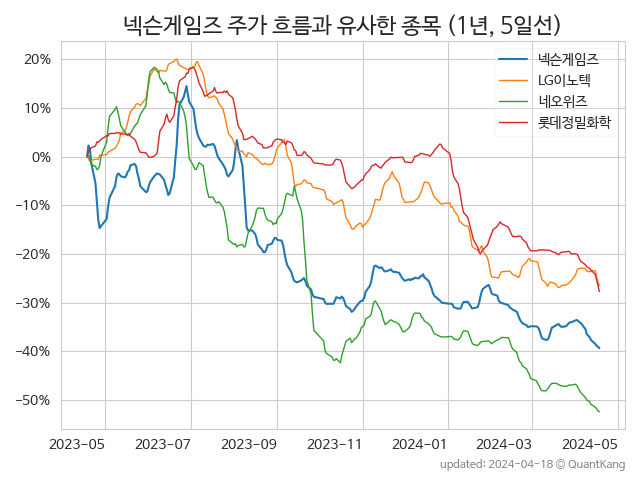 넥슨게임즈 주가 흐름과 유사한 종목 (1년, 5일선)
넥슨게임즈
LG이노텍
네오위즈
롯데정밀화학
20%
10%
0%
−10%
−20%
−30%
−40%
−50%
2023-05 2023-07 2023-09 2023-11 2024-01 2024-03 2024-05
updated: 2024-04-18 © QuantKang